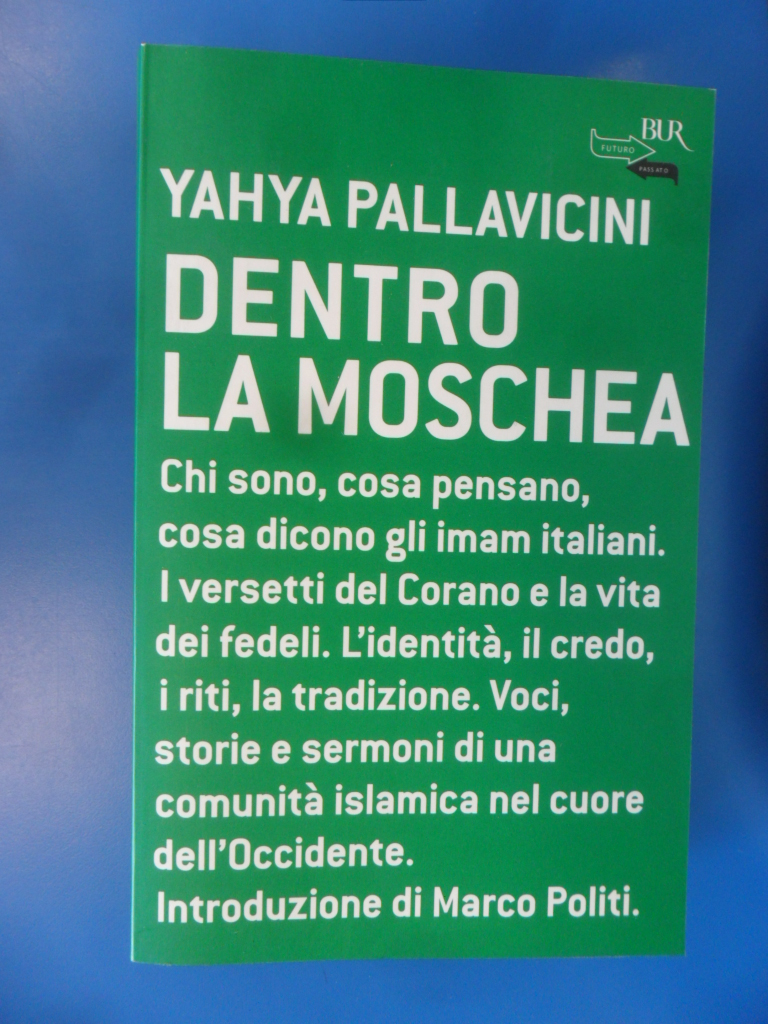 BUR
FUTURO
PASSATO
YAHYA PALLAVICINI
DENTRO
LA MOSCHEA
Chi sono, cosa pensano,
cosa dicono gli imam italiani.
I versetti del Corano e la vita
dei fedeli. L'identità, il credo,
i riti, la tradizione. Voci,
storie e sermoni di una
comunità islamica nel cuore
dell'Occidente.
Introduzione di Marco Politi.